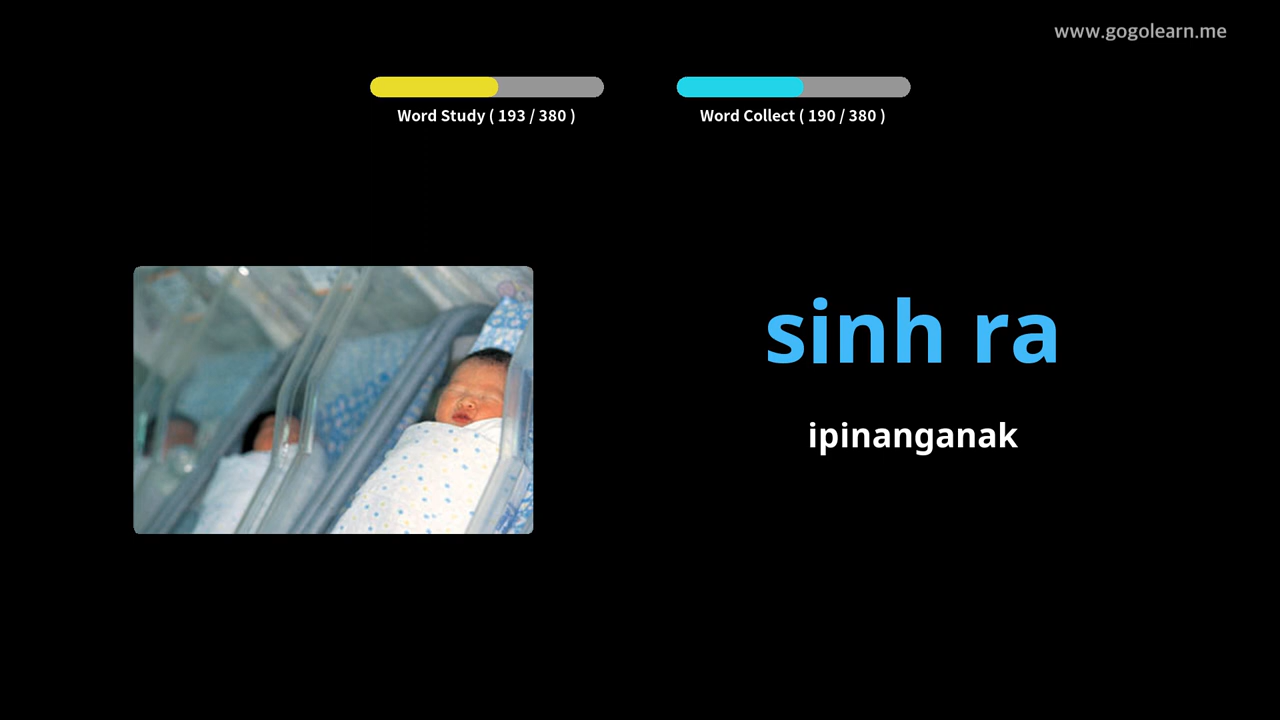 www.gogolearn.me
Word Study ( 193 / 380 )
Word Collect ( 190 / 380 )
sinh ra
ipinanganak